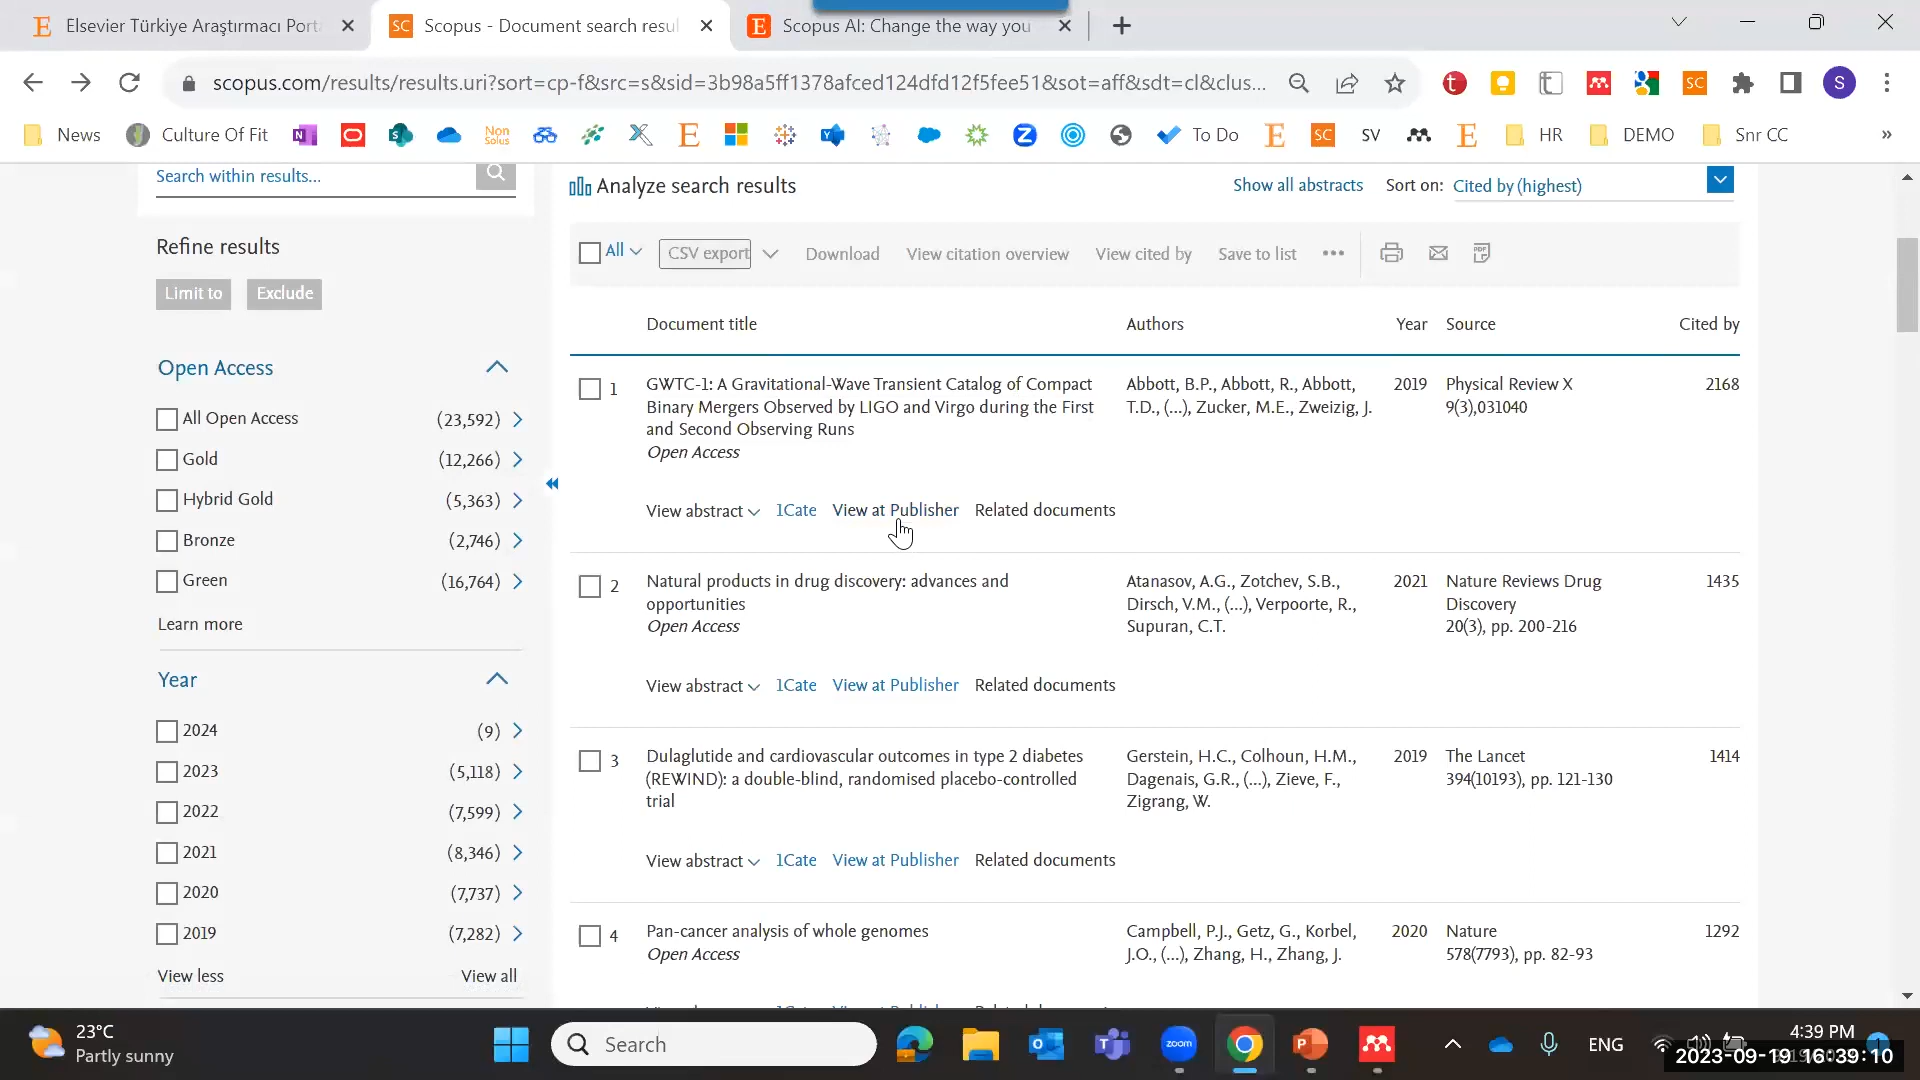 Elsevier Türkiye Araştırmacı Port
Scopus - Document search resul
Scopus AI: Change the way you
scopus.com/results/results.uri?sort=cp-f&src=s&sid=3b98a5ff1378afced124dfd12f5fee51&sot=aff&sdt=cl&clus...
S
News
Culture Of Fit
Non Solus
To Do
SC
SV
HR
DEMO
Snr CC
»
Search within results...
Analyze search results
Show all abstracts
Sort on: Cited by (highest)
Refine results
Limit to
Exclude
All
CSV export
Download
View citation overview
View cited by
Save to list
Open Access
All Open Access (23,592)
Gold (12,266)
Hybrid Gold (5,363)
Bronze (2,746)
Green (16,764)
Learn more
Year
2024 (9)
2023 (5,118)
2022 (7,599)
2021 (8,346)
2020 (7,737)
2019 (7,282)
View less View all
Document title Authors Year Source Cited by
1 GWTC-1: A Gravitational-Wave Transient Catalog of Compact Abbott, B.P., Abbott, R., Abbott, 2019 Physical Review X 2168
Binary Mergers Observed by LIGO and Virgo during the First T.D., (...), Zucker, M.E., Zweizig, J. 9(3),031040
and Second Observing Runs
Open Access
View abstract 1Cate View at Publisher Related documents
2 Natural products in drug discovery: advances and Atanasov, A.G., Zotchev, S.B., 2021 Nature Reviews Drug 1435
opportunities Dirsch, V.M., (...), Verpoorte, R., Discovery
Open Access Supuran, C.T. 20(3), pp. 200-216
View abstract 1Cate View at Publisher Related documents
3 Dulaglutide and cardiovascular outcomes in type 2 diabetes Gerstein, H.C., Colhoun, H.M., 2019 The Lancet 1414
(REWIND): a double-blind, randomised placebo-controlled Dagenais, G.R., (...), Zieve, F., 394(10193), pp. 121-130
trial Zigrang, W.
View abstract 1Cate View at Publisher Related documents
4 Pan-cancer analysis of whole genomes Campbell, P.J., Getz, G., Korbel, 2020 Nature 1292
Open Access J.O., (...), Zhang, H., Zhang, J. 578(7793), pp. 82-93
23°C
Partly sunny
Search
zoom
ENG
4:39 PM
2023-09-19 16:39:10